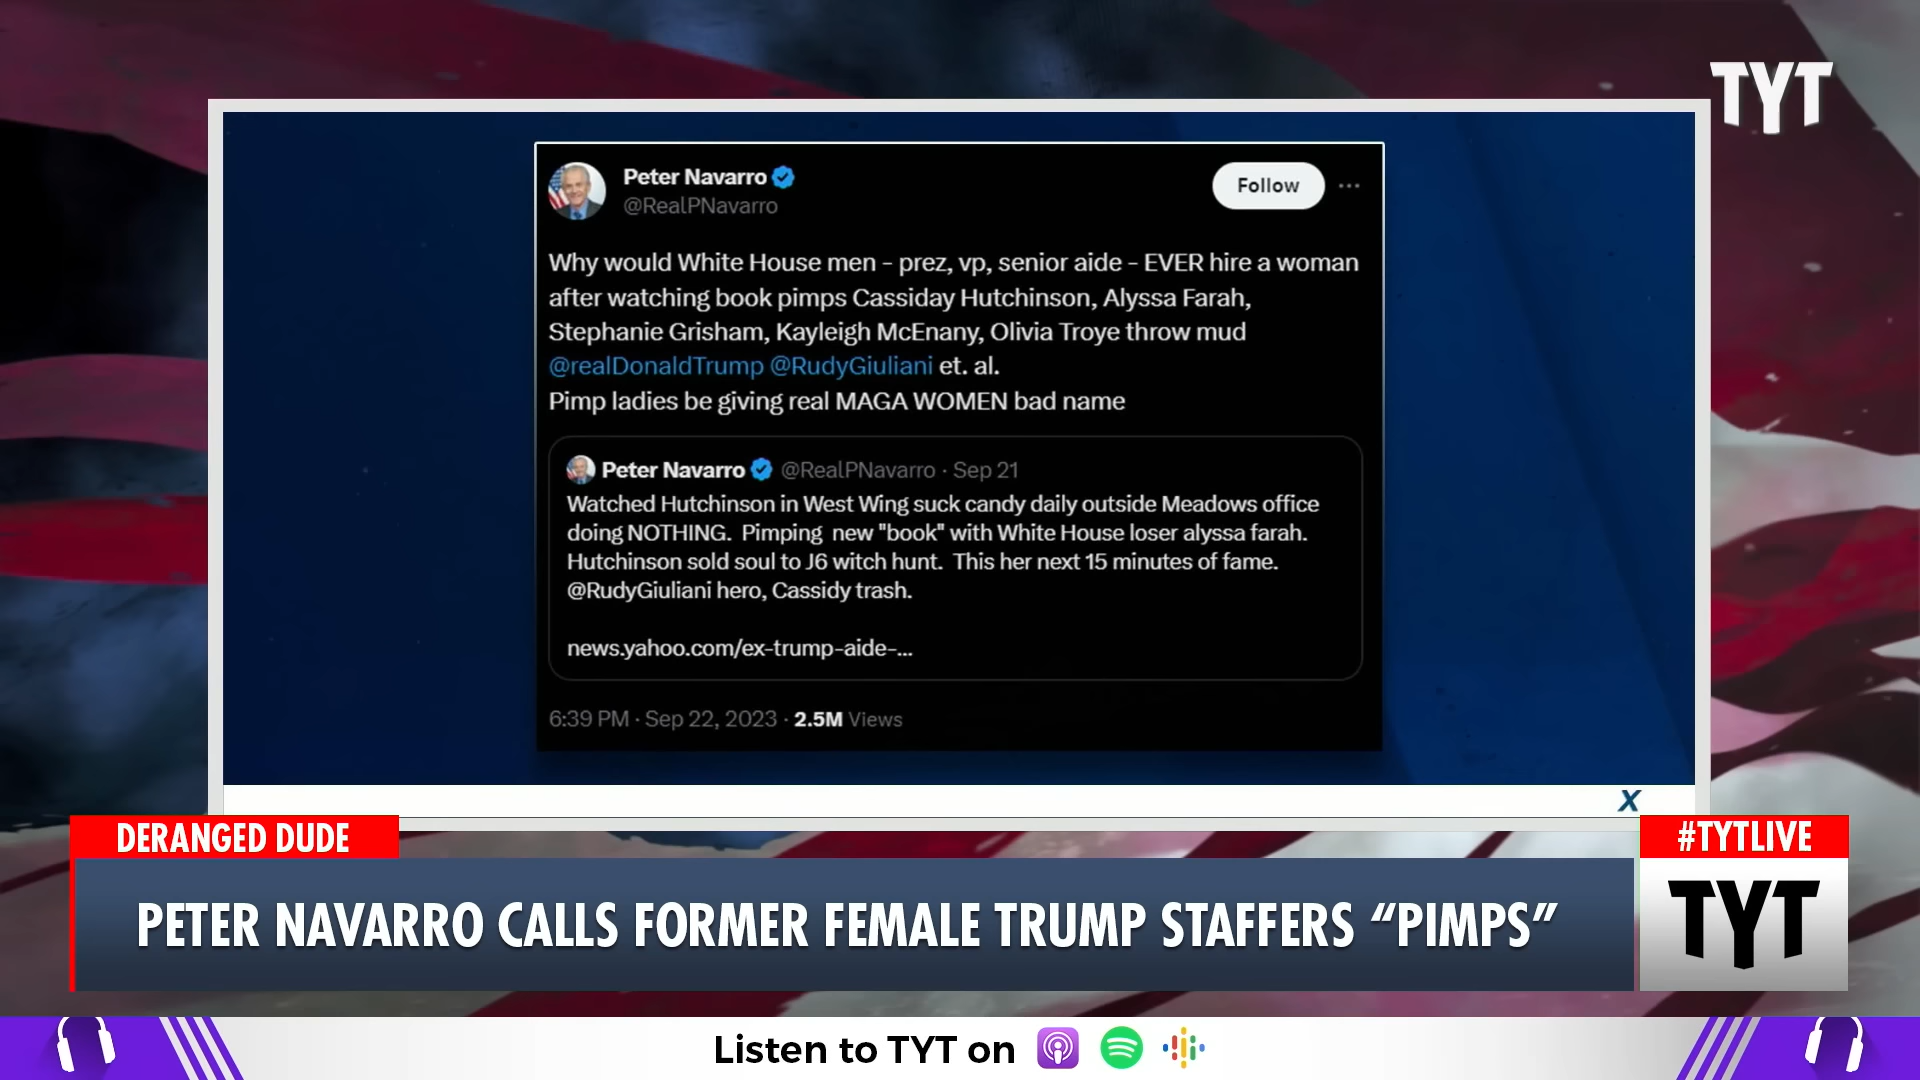 TYT
Peter Navarro
@RealPNavarro
Follow
Why would White House men - prez, vp, senior aide - EVER hire a woman
after watching book pimps Cassiday Hutchinson, Alyssa Farah,
Stephanie Grisham, Kayleigh McEnany, Olivia Troye throw mud
@realDonaldTrump @RudyGiuliani et. al.
Pimp ladies be giving real MAGA WOMEN bad name
Peter Navarro @RealPNavarro · Sep 21
Watched Hutchinson in West Wing suck candy daily outside Meadows office
doing NOTHING. Pimping new "book" with White House loser alyssa farah.
Hutchinson sold soul to J6 witch hunt. This her next 15 minutes of fame.
@RudyGiuliani hero, Cassidy trash.
news.yahoo.com/ex-trump-aide-...
6:39 PM · Sep 22, 2023 · 2.5M Views
X
DERANGED DUDE
#TYTLIVE
PETER NAVARRO CALLS FORMER FEMALE TRUMP STAFFERS “PIMPS”
TYT
Listen to TYT on